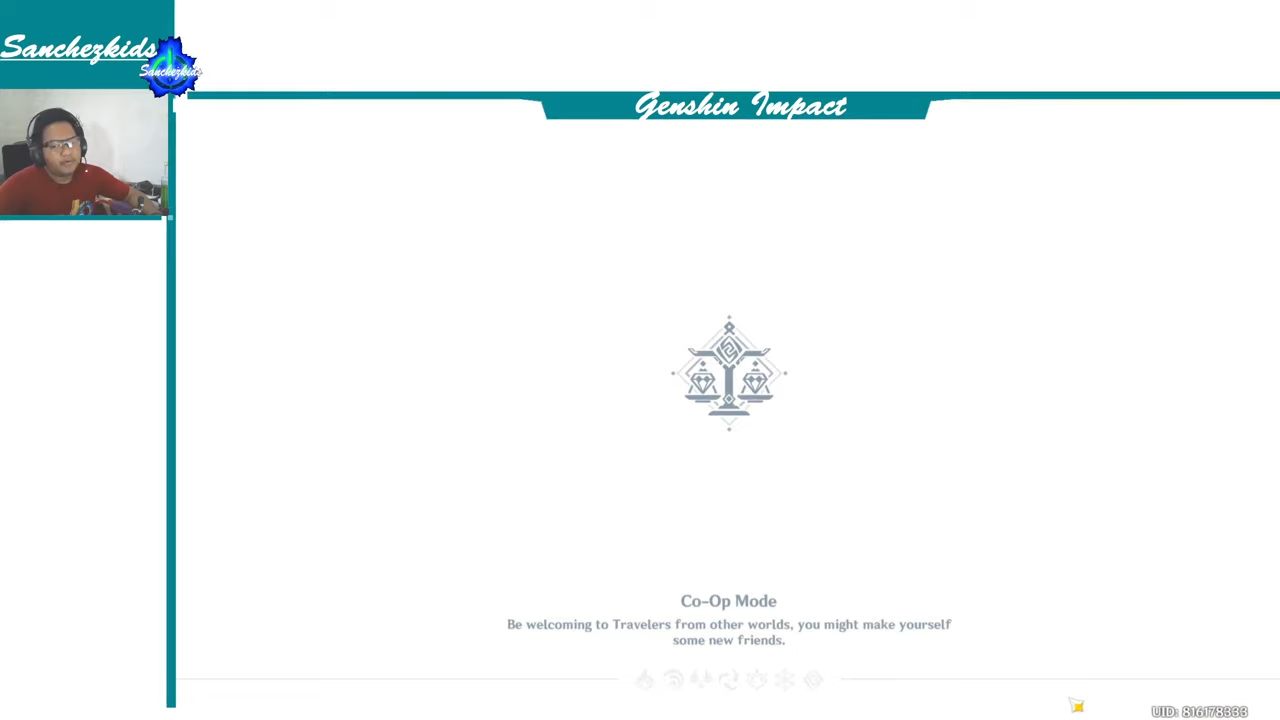 Sanchezkids
Sanchezkids
Genshin Impact
Co-Op Mode
Be welcoming to Travelers from other worlds, you might make yourself
some new friends.
UID: 816178333